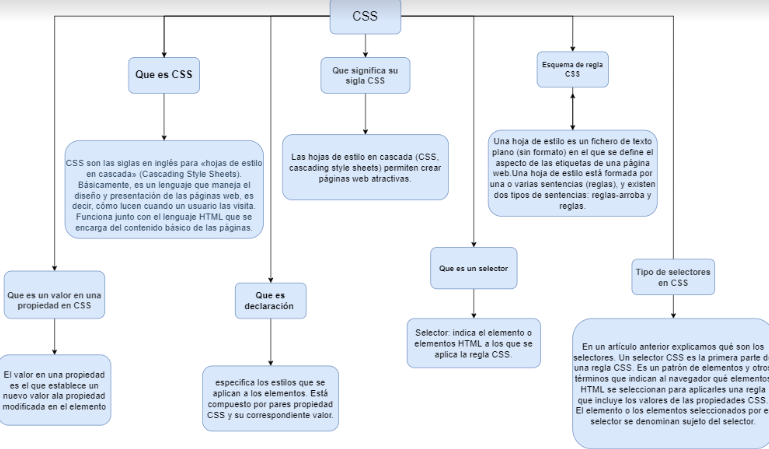 CSS
Que es CSS
Que significa su
sigla CSS
Esquema de regla
CSS
CSS son las siglas en inglés para «hojas de estilo
en cascada» (Cascading Style Sheets).
Básicamente, es un lenguaje que maneja el
diseño y presentación de las páginas web, es
decir, cómo lucen cuando un usuario las visita.
Funciona junto con el lenguaje HTML que se
encarga del contenido básico de las páginas.
Las hojas de estilo en cascada (CSS,
cascading style sheets) permiten crear
páginas web atractivas.
Una hoja de estilo es un fichero de texto
plano (sin formato) en el que se define el
aspecto de las etiquetas de una página
web.Una hoja de estilo está formada por
una o varias sentencias (reglas), y existen
dos tipos de sentencias: reglas-arroba y
reglas.
Que es un valor en una
propiedad en CSS
Que es
declaración
Que es un selector
Tipo de selectores
en CSS
El valor en una propiedad
es el que establece un
nuevo valor ala propiedad
modificada en el elemento
especifica los estilos que se
aplican a los elementos. Está
compuesto por pares propiedad
CSS y su correspondiente valor.
Selector: indica el elemento o
elementos HTML a los que se
aplica la regla CSS.
En un artículo anterior explicamos qué son los
selectores. Un selector CSS es la primera parte de
una regla CSS. Es un patrón de elementos y otros
términos que indican al navegador qué elementos
HTML se seleccionan para aplicarles una regla
que incluye los valores de las propiedades CSS.
El elemento o los elementos seleccionados por el
selector se denominan sujeto del selector.